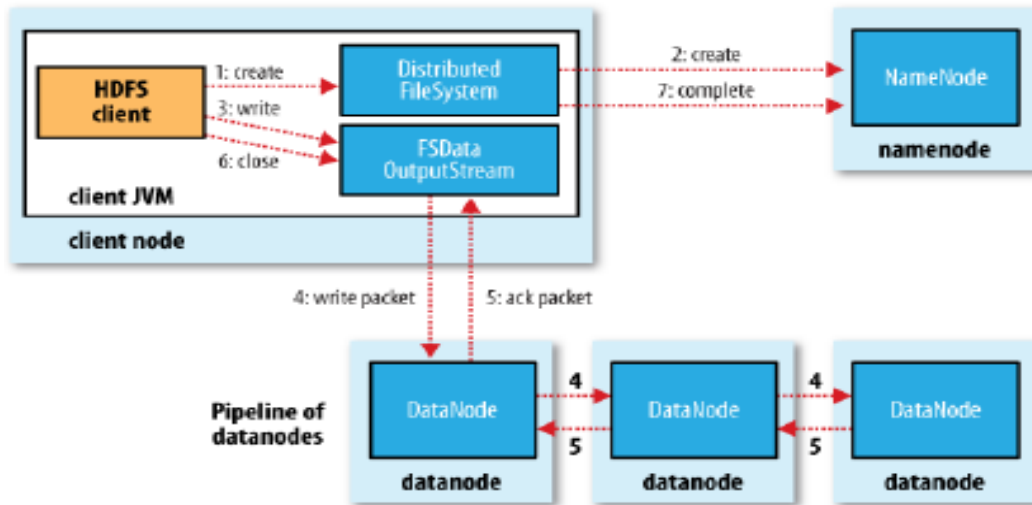 HDFS
client
1: create
3: write
6: close
Distributed
FileSystem
FSData
OutputStream
client JVM
client node
2: create
7: complete
NameNode
namenode
4: write packet
5: ack packet
Pipeline of
datanodes
DataNode
datanode
4
5
DataNode
datanode
4
5
DataNode
datanode